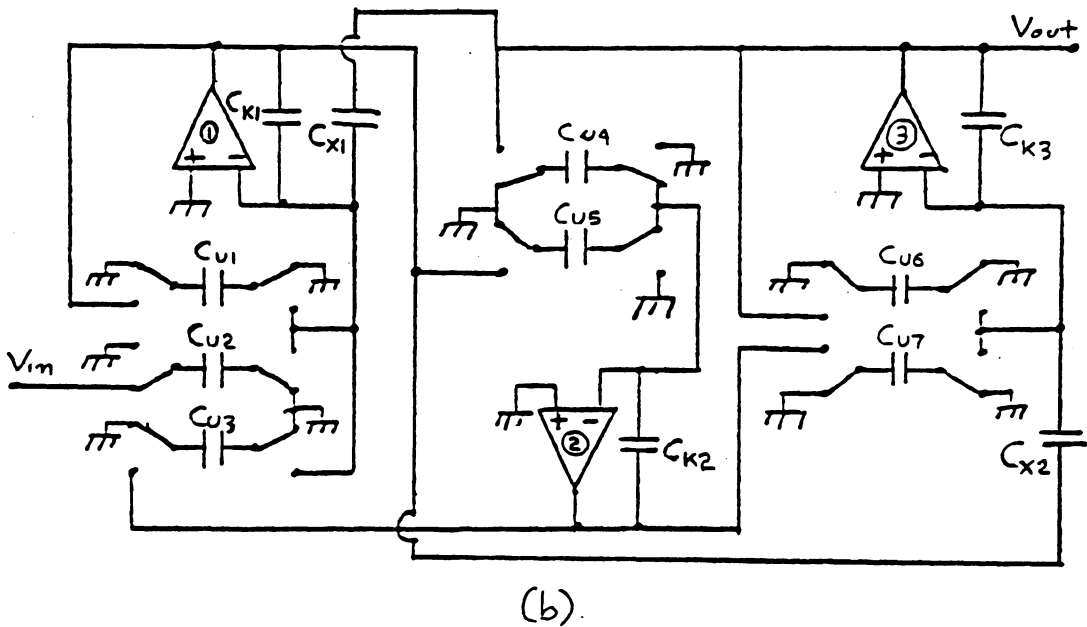 Vout
CK1
CX1
①
+ -
CU4
CU5
③
+ -
CK3
CU1
CU2
CU3
Vin
CU6
CU7
+ -
②
CK2
CX2
(b)